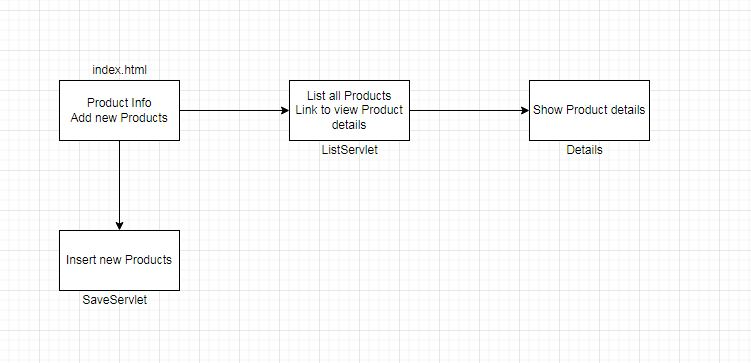 index.html
Product Info
Add new Products
List all Products
Link to view Product
details
ListServlet
Show Product details
Details
Insert new Products
SaveServlet